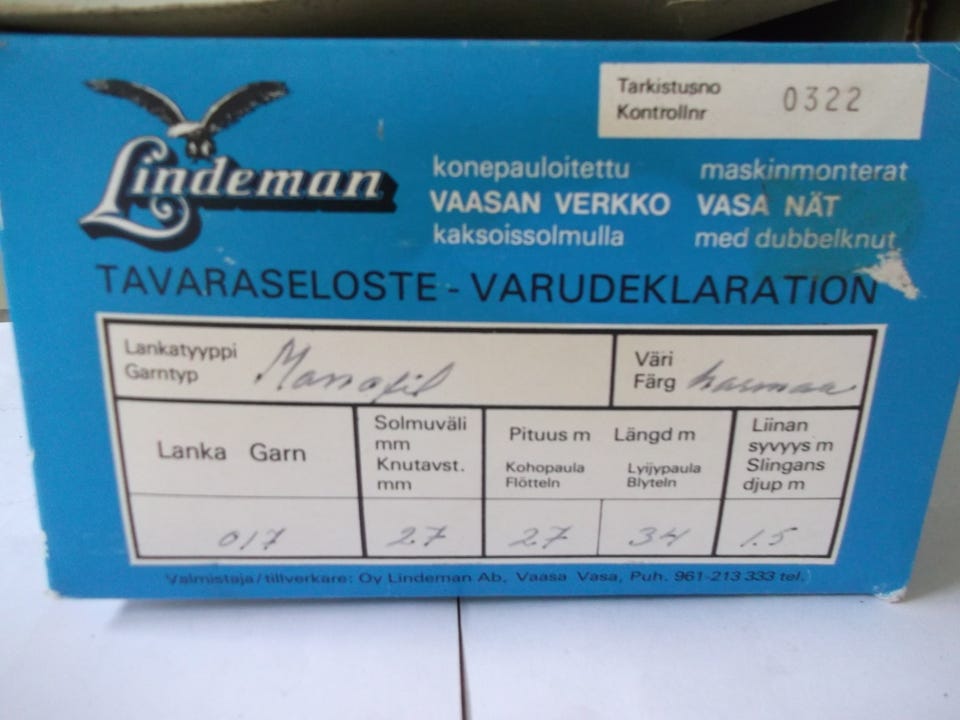 Lindeman
Tarkistusno
Kontrollnr
0322
konepauloitettu
VAASAN VERKKO
kaksoissolmulla
maskinmonterat
VASA NÄT
med dubbelknut
TAVARASELOSTE - VARUDEKLARATION
Lankatyyppi
Garntyp
Monofil
Väri
Färg
harmaa
Lanka Garn
Solmuväli
mm
Knutavst.
mm
Pituus m Längd m
Kohopaula
Flötteln
Lyijypaula
Blyteln
Liinan
syvyys m
Slingans
djup m
017
27
27
34
1.5
Valmistaja/tillverkare: Oy Lindeman Ab, Vaasa Vasa, Puh. 961-213 333 tel.